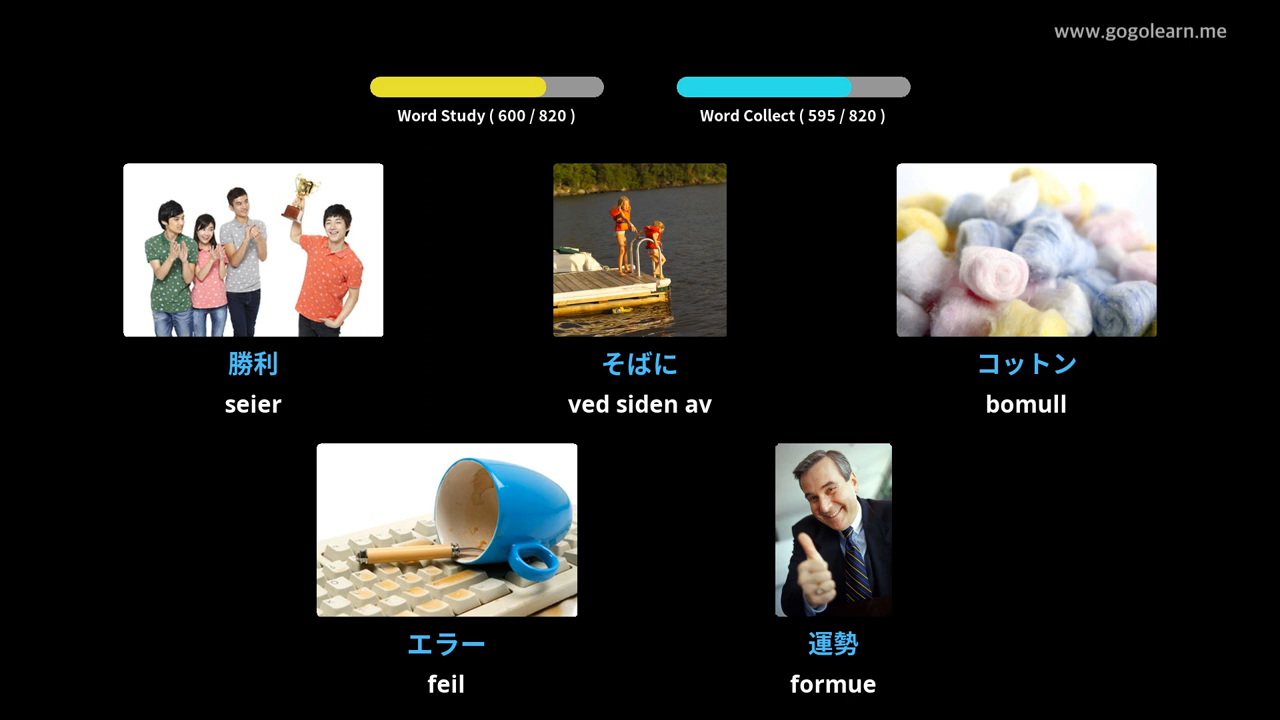 www.gogolearn.me
Word Study ( 600 / 820 )
Word Collect ( 595 / 820 )
勝利
seier
そばに
ved siden av
コットン
bomull
エラー
feil
運勢
formue